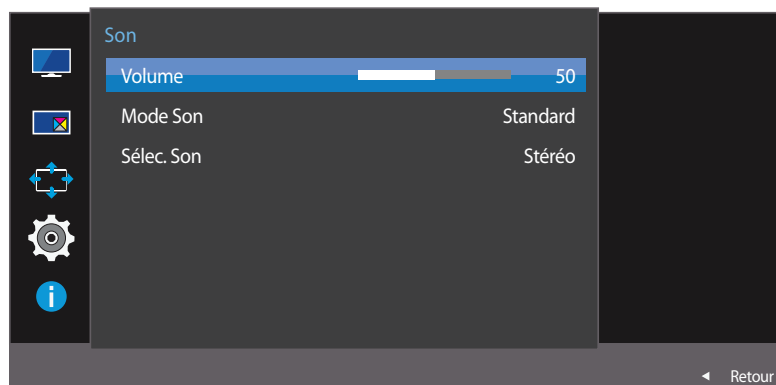 Son
Volume 50
Mode Son Standard
Sélec. Son Stéréo
i
◄ Retour